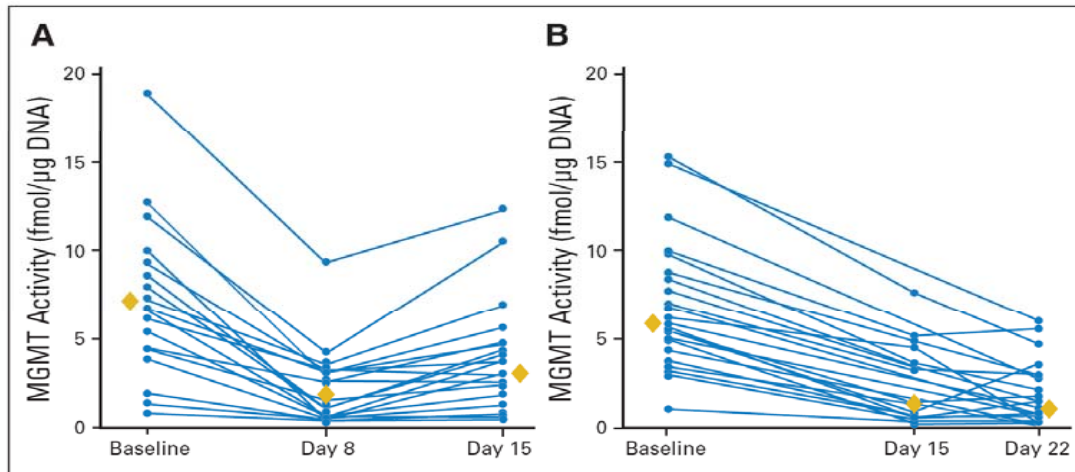 A
MGMT Activity (fmol/µg DNA)
20
15
10
5
0
Baseline
Day 8
Day 15
B
MGMT Activity (fmol/µg DNA)
20
15
10
5
0
Baseline
Day 15
Day 22